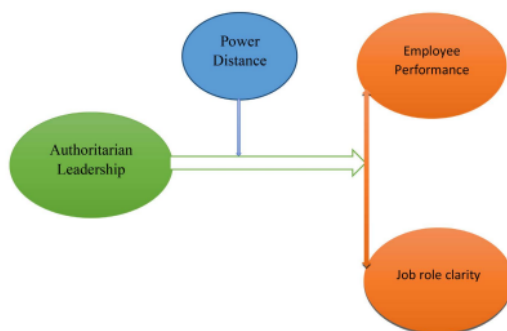 Power
Distance
Employee
Performance
Authoritarian
Leadership
Job role clarity